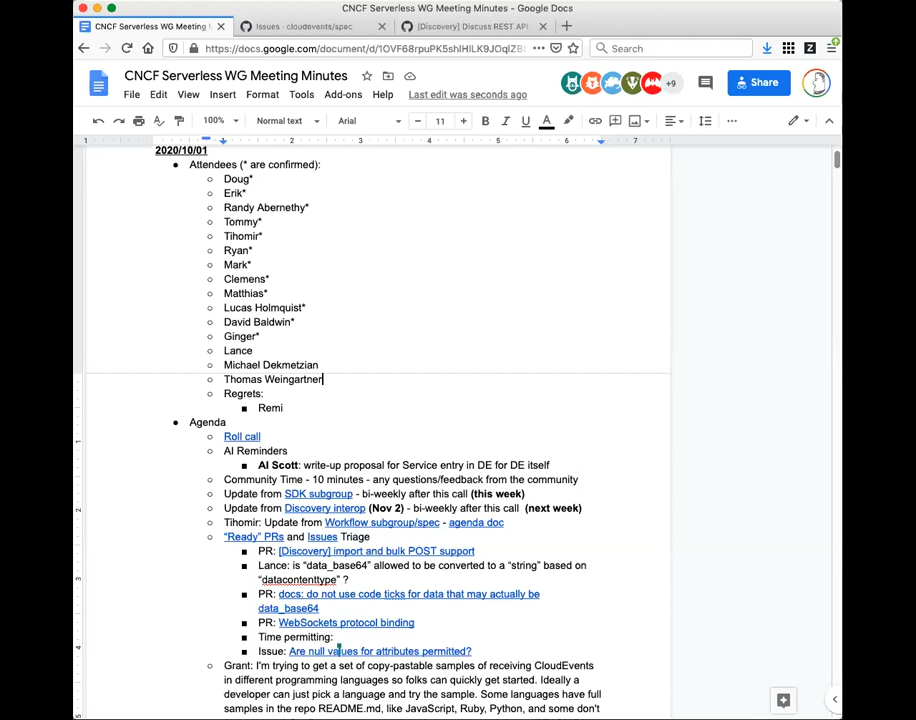 CNCF Serverless WG Meeting Minutes - Google Docs
CNCF Serverless WG Meeting Minutes
Issues · cloudevents/spec
[Discovery] Discuss REST API
https://docs.google.com/document/d/1OVF68rpuPK5shIHILK9JOqIZB
Search
CNCF Serverless WG Meeting Minutes
File Edit View Insert Format Tools Add-ons Help Last edit was seconds ago
+9
Share
100% Normal text Arial 11
1 1 2 3 4 5 6 7
2020/10/01
Attendees (* are confirmed):
Doug*
Erik*
Randy Abernethy*
Tommy*
Tihomir*
Ryan*
Mark*
Clemens*
Matthias*
Lucas Holmquist*
David Baldwin*
Ginger*
Lance
Michael Dekmetzian
Thomas Weingartner
Regrets:
Remi
Agenda
Roll call
AI Reminders
AI Scott: write-up proposal for Service entry in DE for DE itself
Community Time - 10 minutes - any questions/feedback from the community
Update from SDK subgroup - bi-weekly after this call (this week)
Update from Discovery interop (Nov 2) - bi-weekly after this call (next week)
Tihomir: Update from Workflow subgroup/spec - agenda doc
“Ready” PRs and Issues Triage
PR: [Discovery] import and bulk POST support
Lance: is “data_base64” allowed to be converted to a “string” based on
“datacontenttype” ?
PR: docs: do not use code ticks for data that may actually be
data_base64
PR: WebSockets protocol binding
Time permitting:
Issue: Are null values for attributes permitted?
Grant: I'm trying to get a set of copy-pastable samples of receiving CloudEvents
in different programming languages so folks can quickly get started. Ideally a
developer can just pick a language and try the sample. Some languages have full
samples in the repo README.md, like JavaScript, Ruby, Python, and some don't